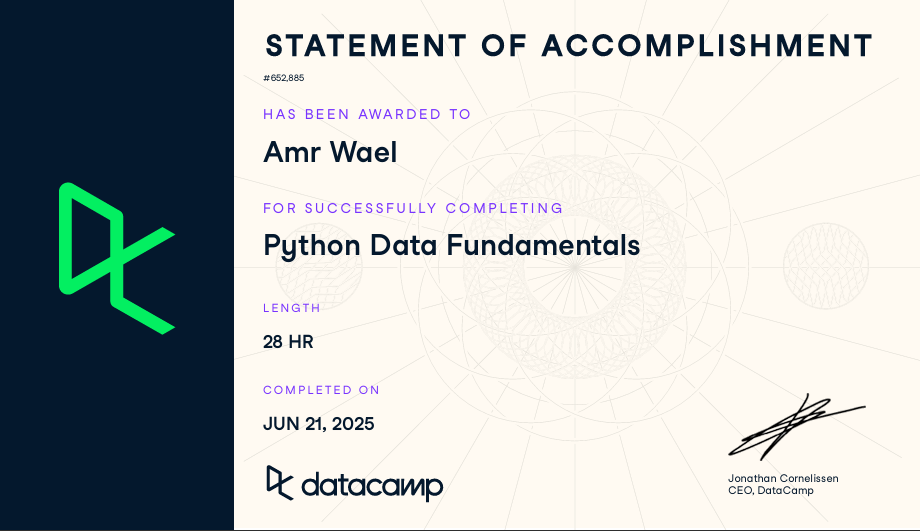 STATEMENT OF ACCOMPLISHMENT
#652,885
HAS BEEN AWARDED TO
Amr Wael
FOR SUCCESSFULLY COMPLETING
Python Data Fundamentals
LENGTH
28 HR
COMPLETED ON
JUN 21, 2025
datacamp
Jonathan Cornelissen
CEO, DataCamp